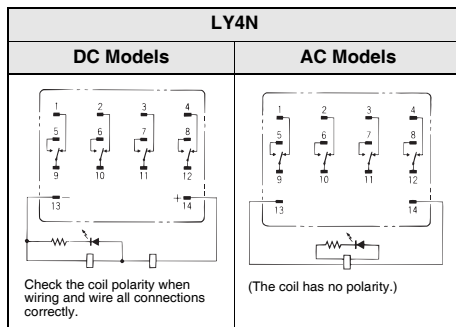 LY4N
DC Models AC Models
1 2 3 4
5 6 7 8
9 10 11 12
13 − + 14
Check the coil polarity when
wiring and wire all connections
correctly.
1 2 3 4
5 6 7 8
9 10 11 12
13 14
(The coil has no polarity.)